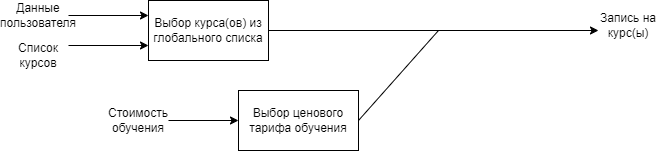 Данные
пользователя
Список
курсов
Выбор курса(ов) из
глобального списка
Запись на
курс(ы)
Стоимость
обучения
Выбор ценового
тарифа обучения